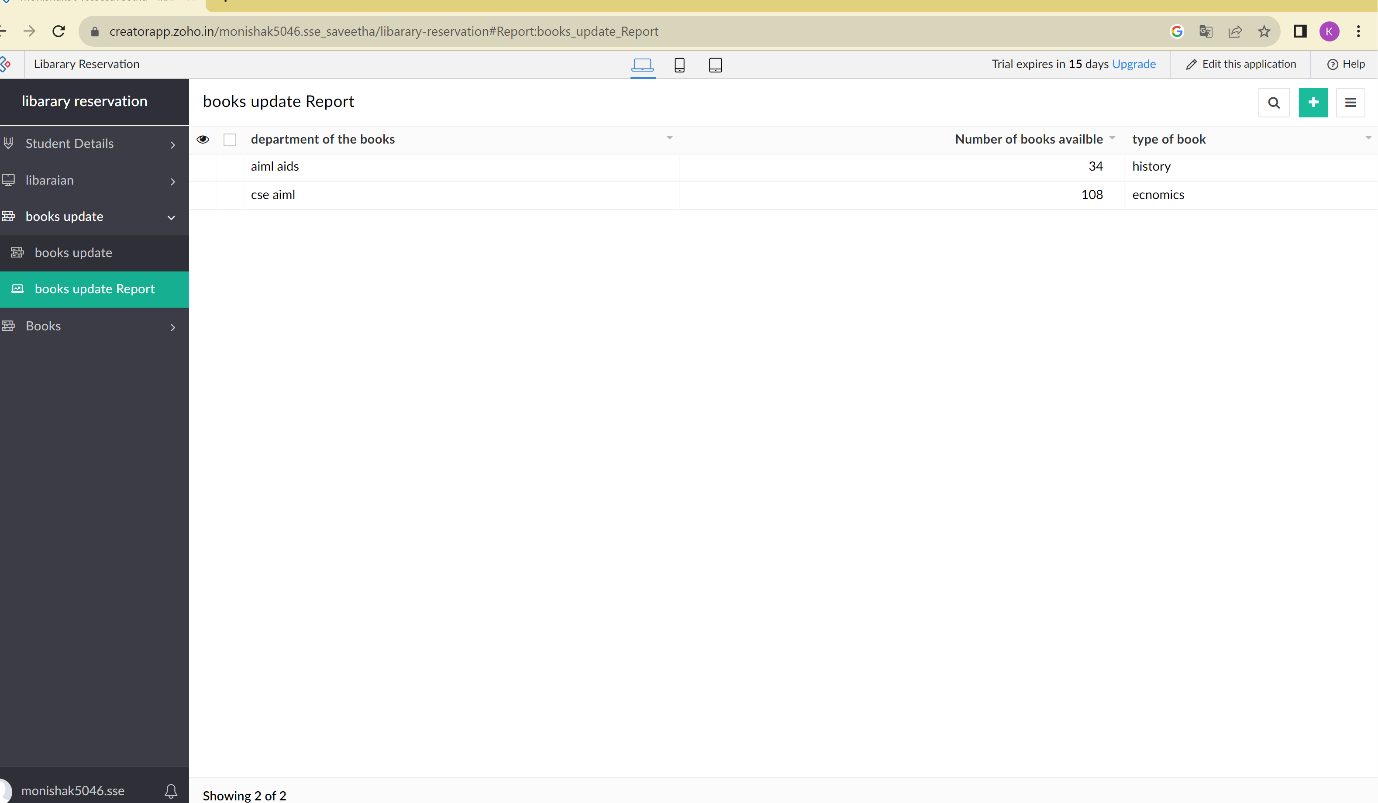 creatorapp.zoho.in/monishak5046.sse_saveetha/libarary-reservation#Report:books_update_Report
K
Libarary Reservation
Trial expires in 15 days Upgrade
Edit this application
Help
libarary reservation
books update Report
Student Details
department of the books
Number of books availble
type of book
aiml aids
34
history
libaraian
cse aiml
108
ecnomics
books update
books update
books update Report
Books
monishak5046.sse
Showing 2 of 2